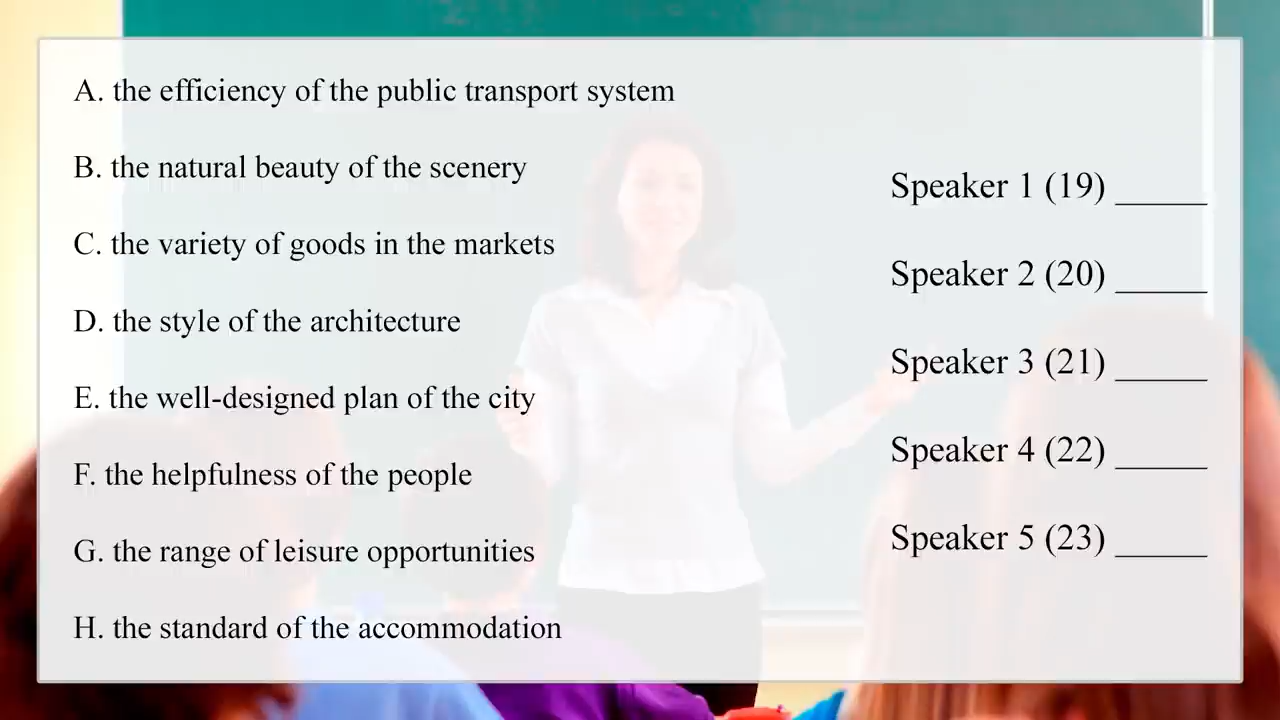 A. the efficiency of the public transport system
B. the natural beauty of the scenery
C. the variety of goods in the markets
D. the style of the architecture
E. the well-designed plan of the city
F. the helpfulness of the people
G. the range of leisure opportunities
H. the standard of the accommodation
Speaker 1 (19) _____
Speaker 2 (20) _____
Speaker 3 (21) _____
Speaker 4 (22) _____
Speaker 5 (23) _____